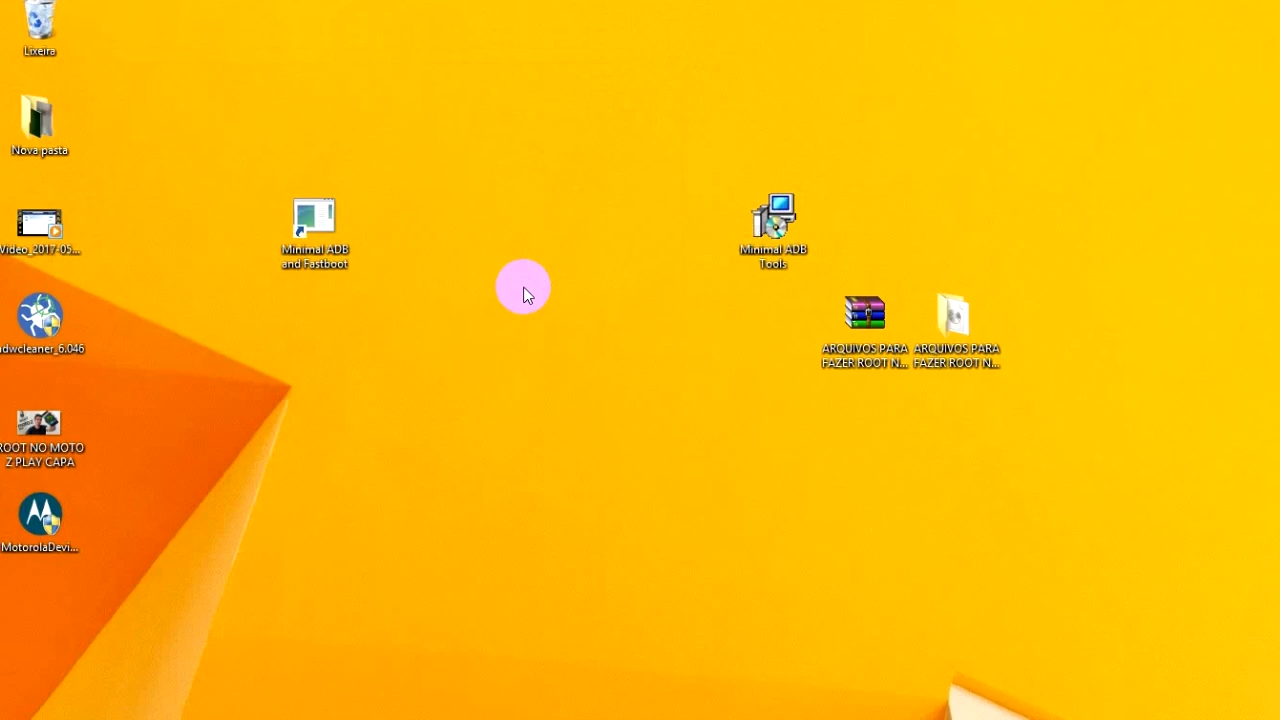 Lixeira
Nova pasta
Video_2017-05...
adwcleaner_6.046
ROOT NO MOTO
Z PLAY CAPA
MotorolaDevi...
Minimal ADB
and Fastboot
Minimal ADB
Tools
ARQUIVOS PARA
FAZER ROOT N...
ARQUIVOS PARA
FAZER ROOT N...